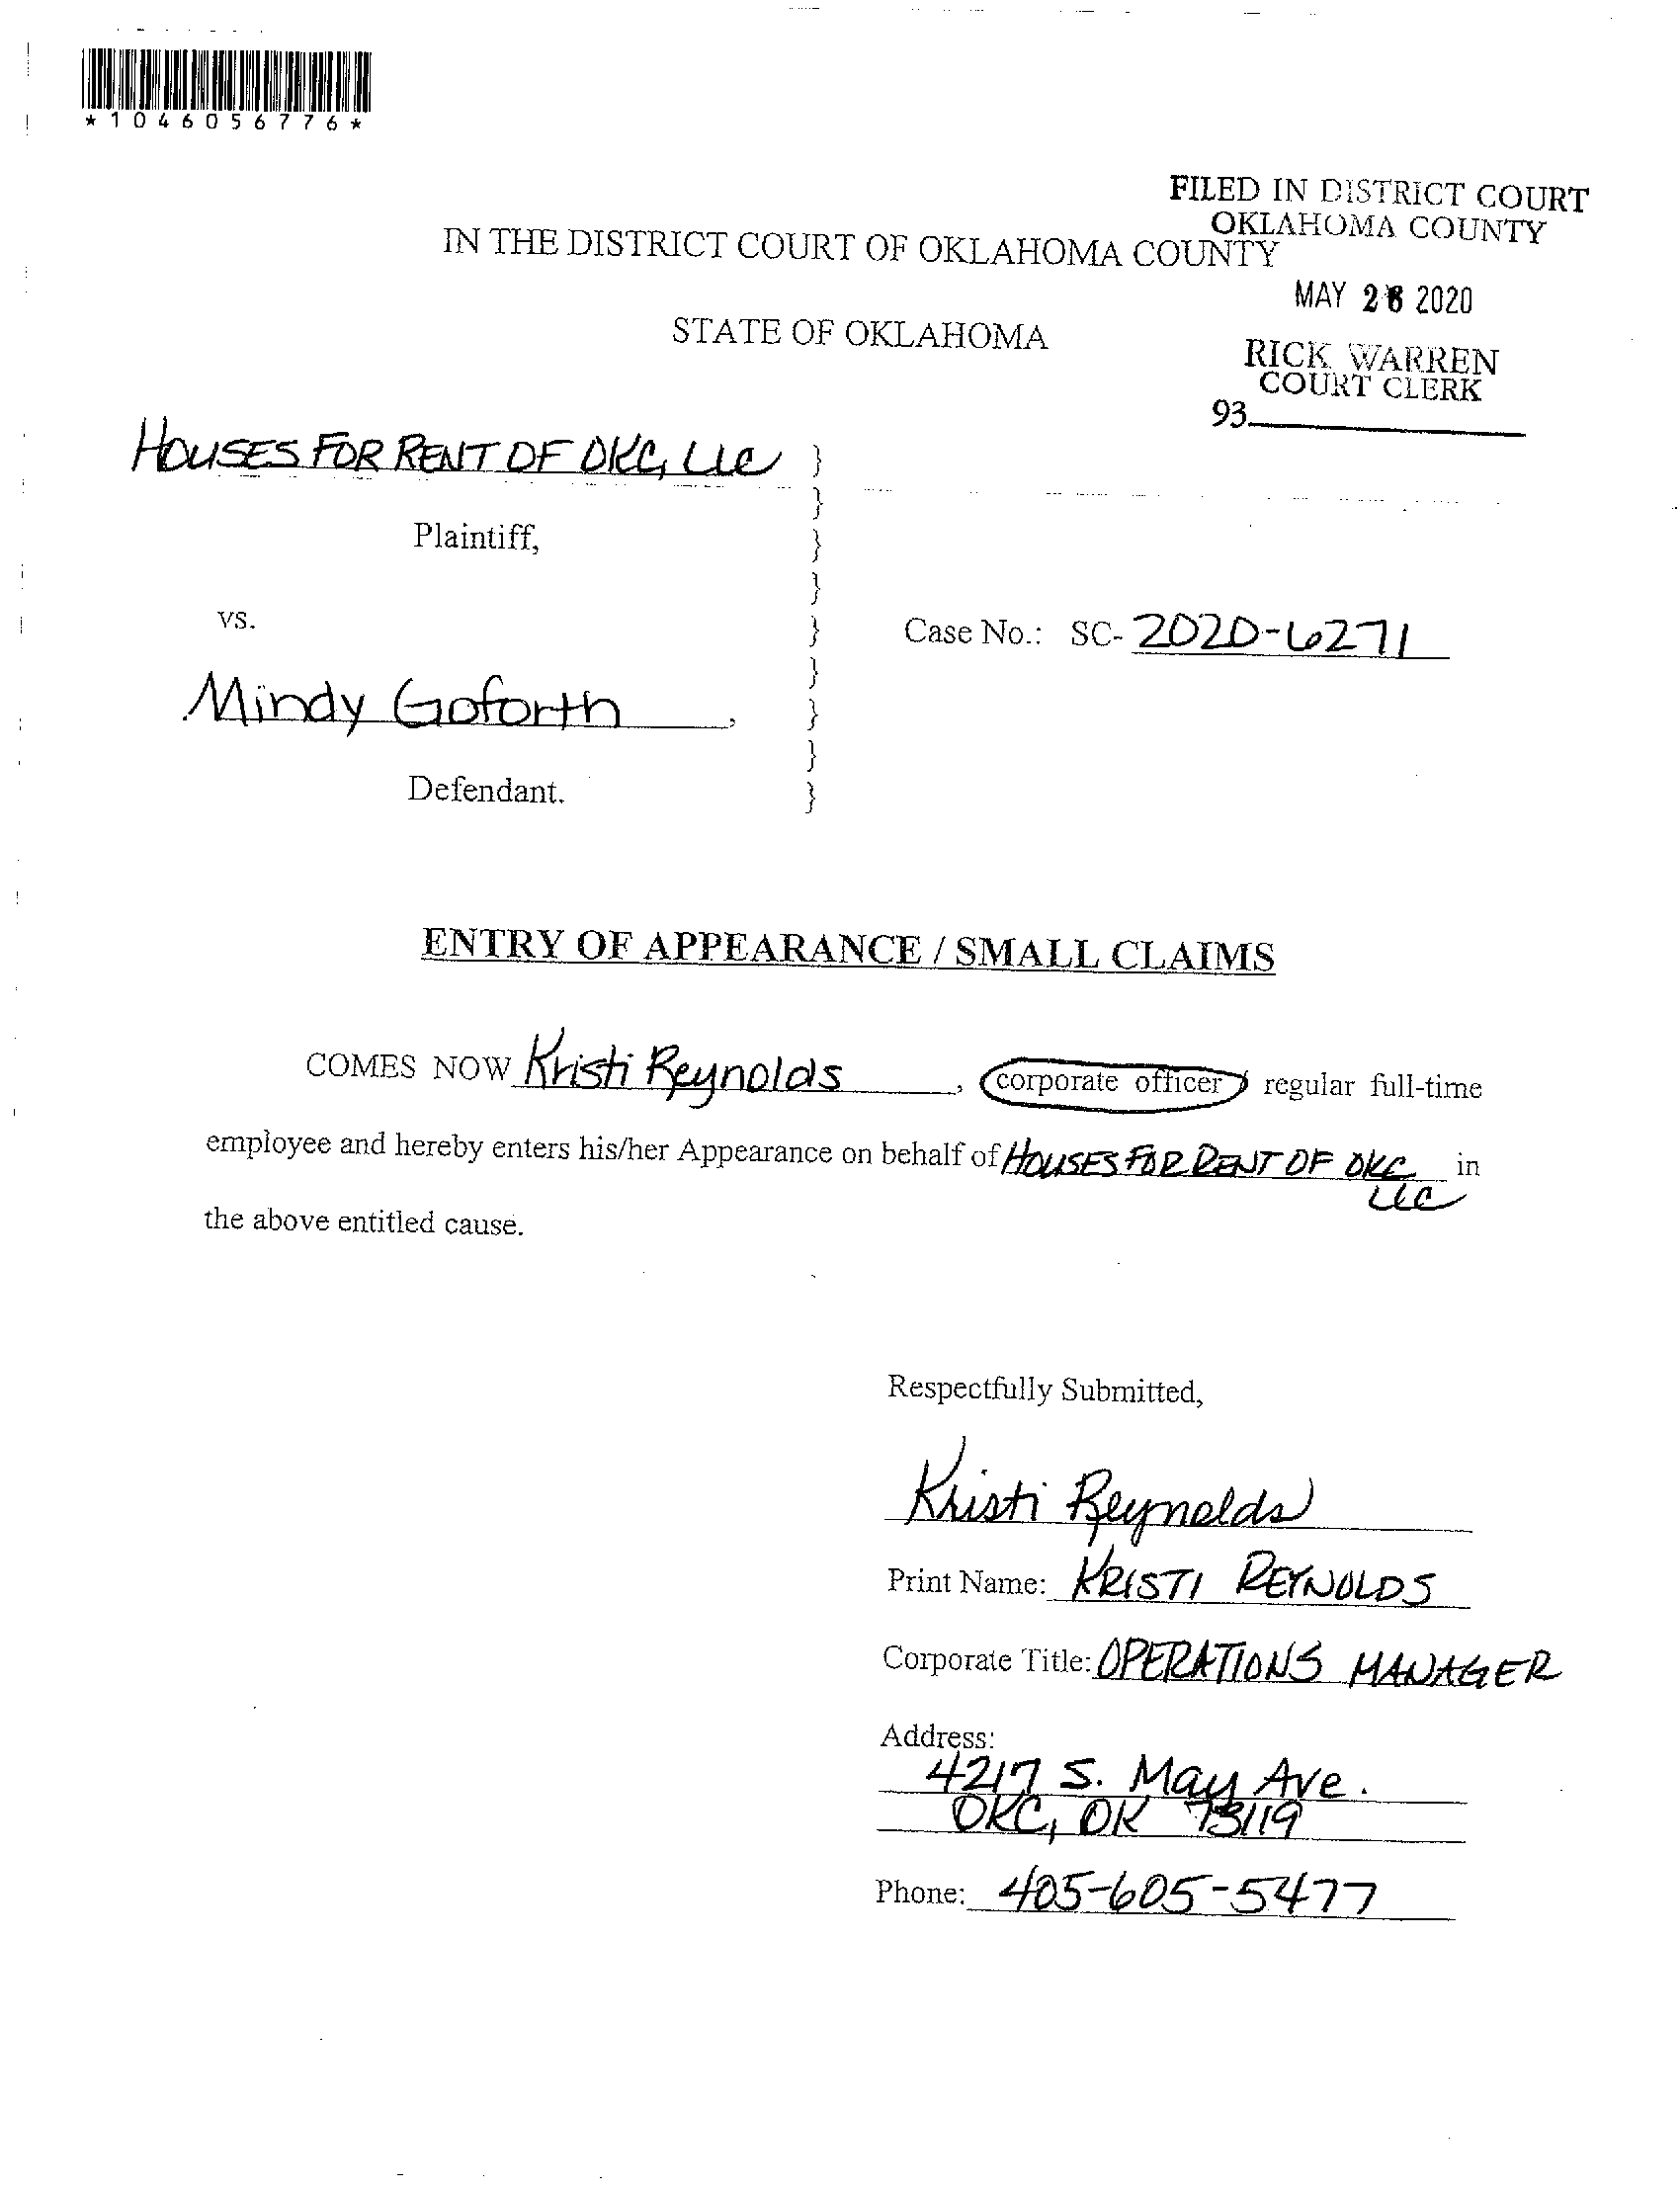 *1046056776*
FILED IN DISTRICT COURT
OKLAHOMA COUNTY
IN THE DISTRICT COURT OF OKLAHOMA COUNTY
MAY 2 2020
STATE OF OKLAHOMA
RICK WARREN
COURT CLERK
93
HOUSES FOR RENT OF OKC, LLC }
}
Plaintiff, }
}
vs. } Case No.: SC- 2020-6271
}
Mindy Goforth , }
}
Defendant. }
ENTRY OF APPEARANCE / SMALL CLAIMS
COMES NOW Kristi Reynolds , corporate officer / regular full-time
employee and hereby enters his/her Appearance on behalf of HOUSES FOR RENT OF OKC in
LLC
the above entitled cause.
Respectfully Submitted,
Kristi Reynolds
Print Name: KRISTI REYNOLDS
Corporate Title: OPERATIONS MANAGER
Address:
4217 S. May Ave.
OKC, OK 73119
Phone: 405-605-5477